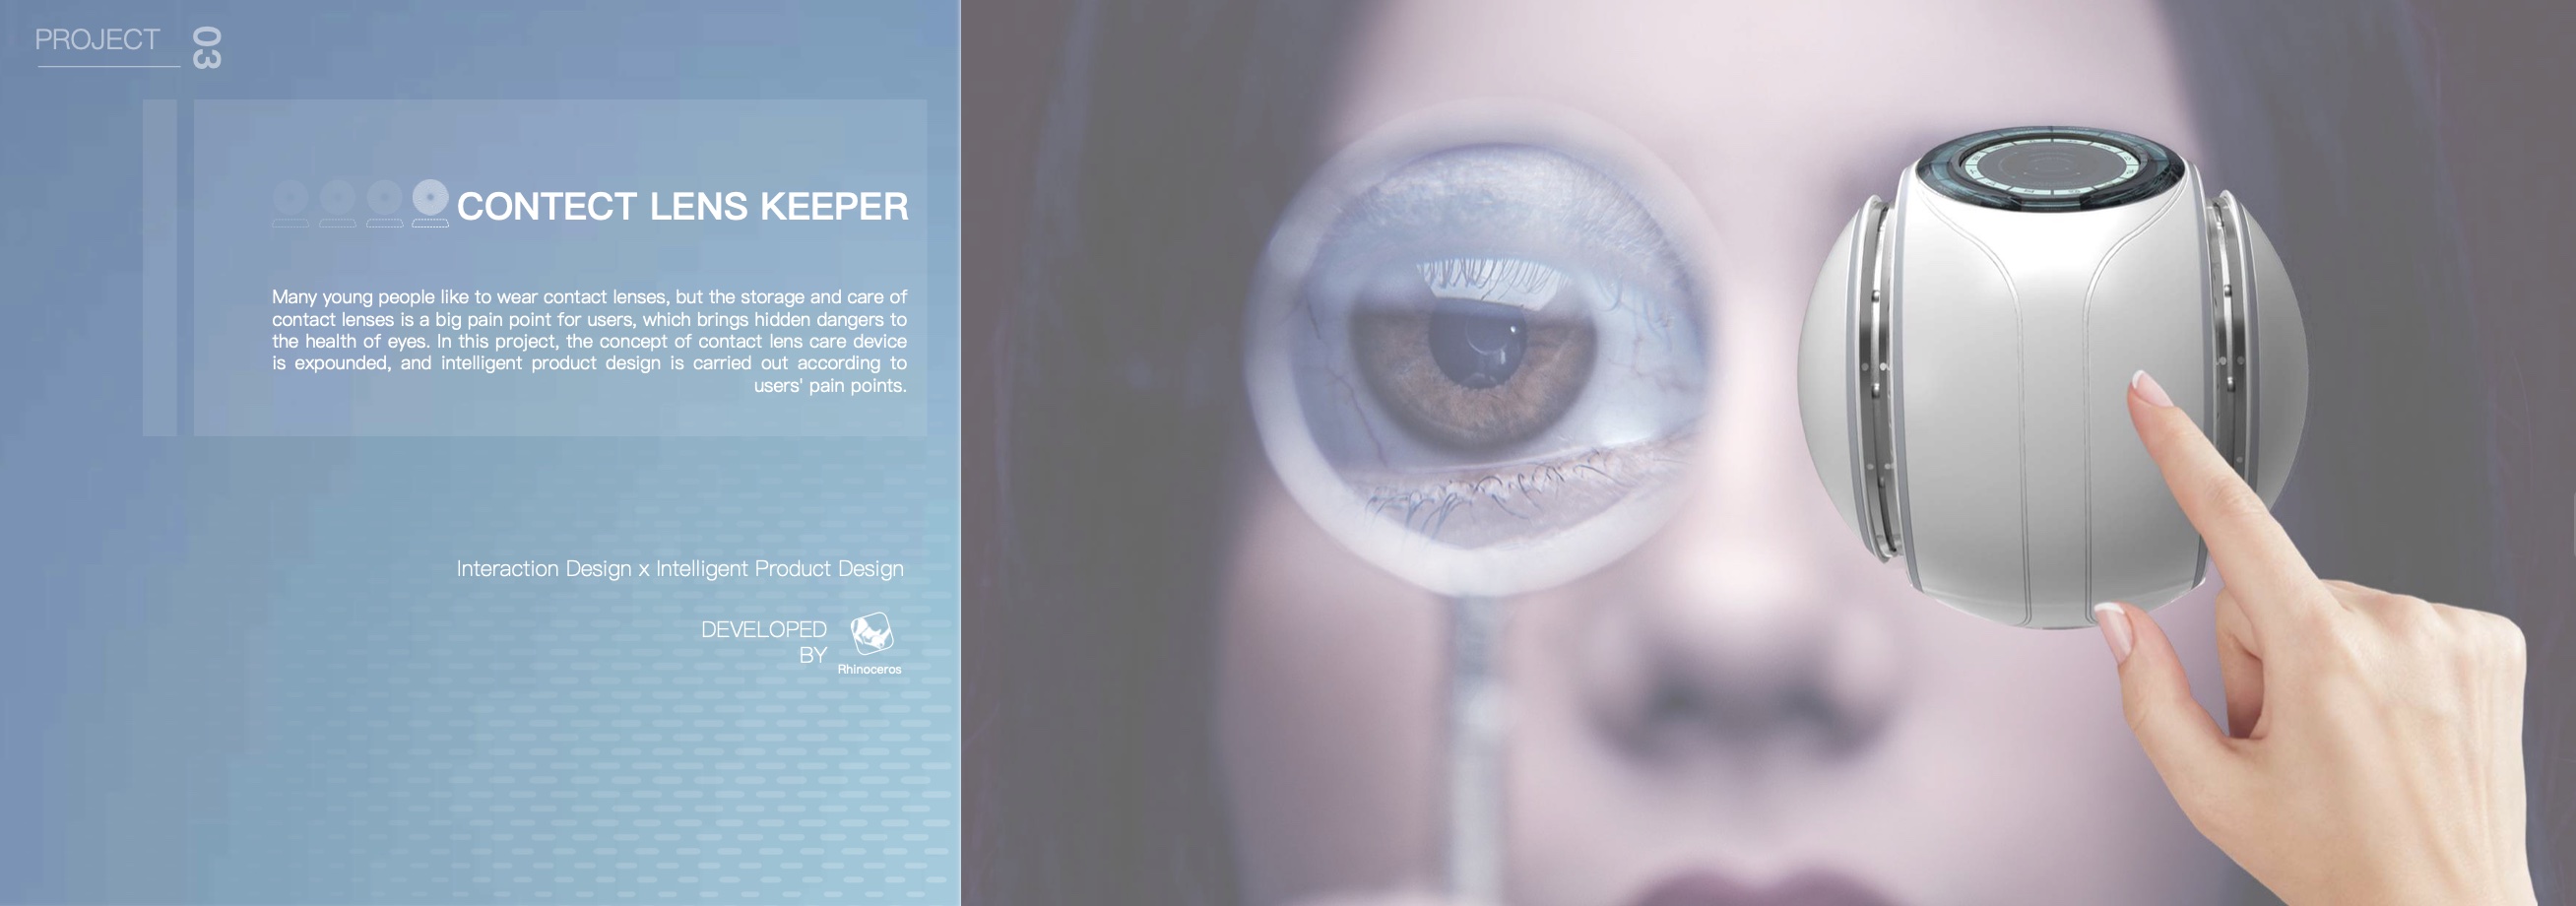 PROJECT 03
CONTECT LENS KEEPER
Many young people like to wear contact lenses, but the storage and care of
contact lenses is a big pain point for users, which brings hidden dangers to
the health of eyes. In this project, the concept of contact lens care device
is expounded, and intelligent product design is carried out according to
users' pain points.
Interaction Design x Intelligent Product Design
DEVELOPED
BY
Rhinoceros